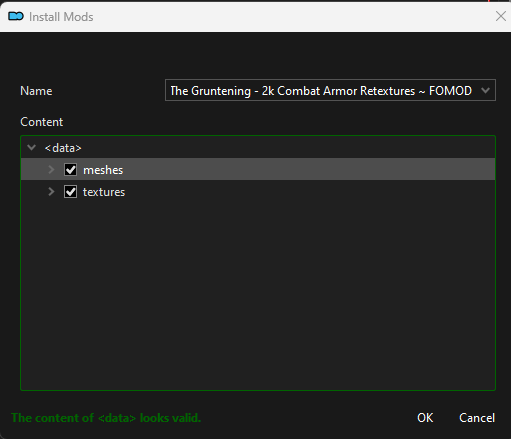 Install Mods
Name
The Gruntening - 2k Combat Armor Retextures ~ FOMOD
Content
<data>
meshes
textures
The content of <data> looks valid.
OK
Cancel